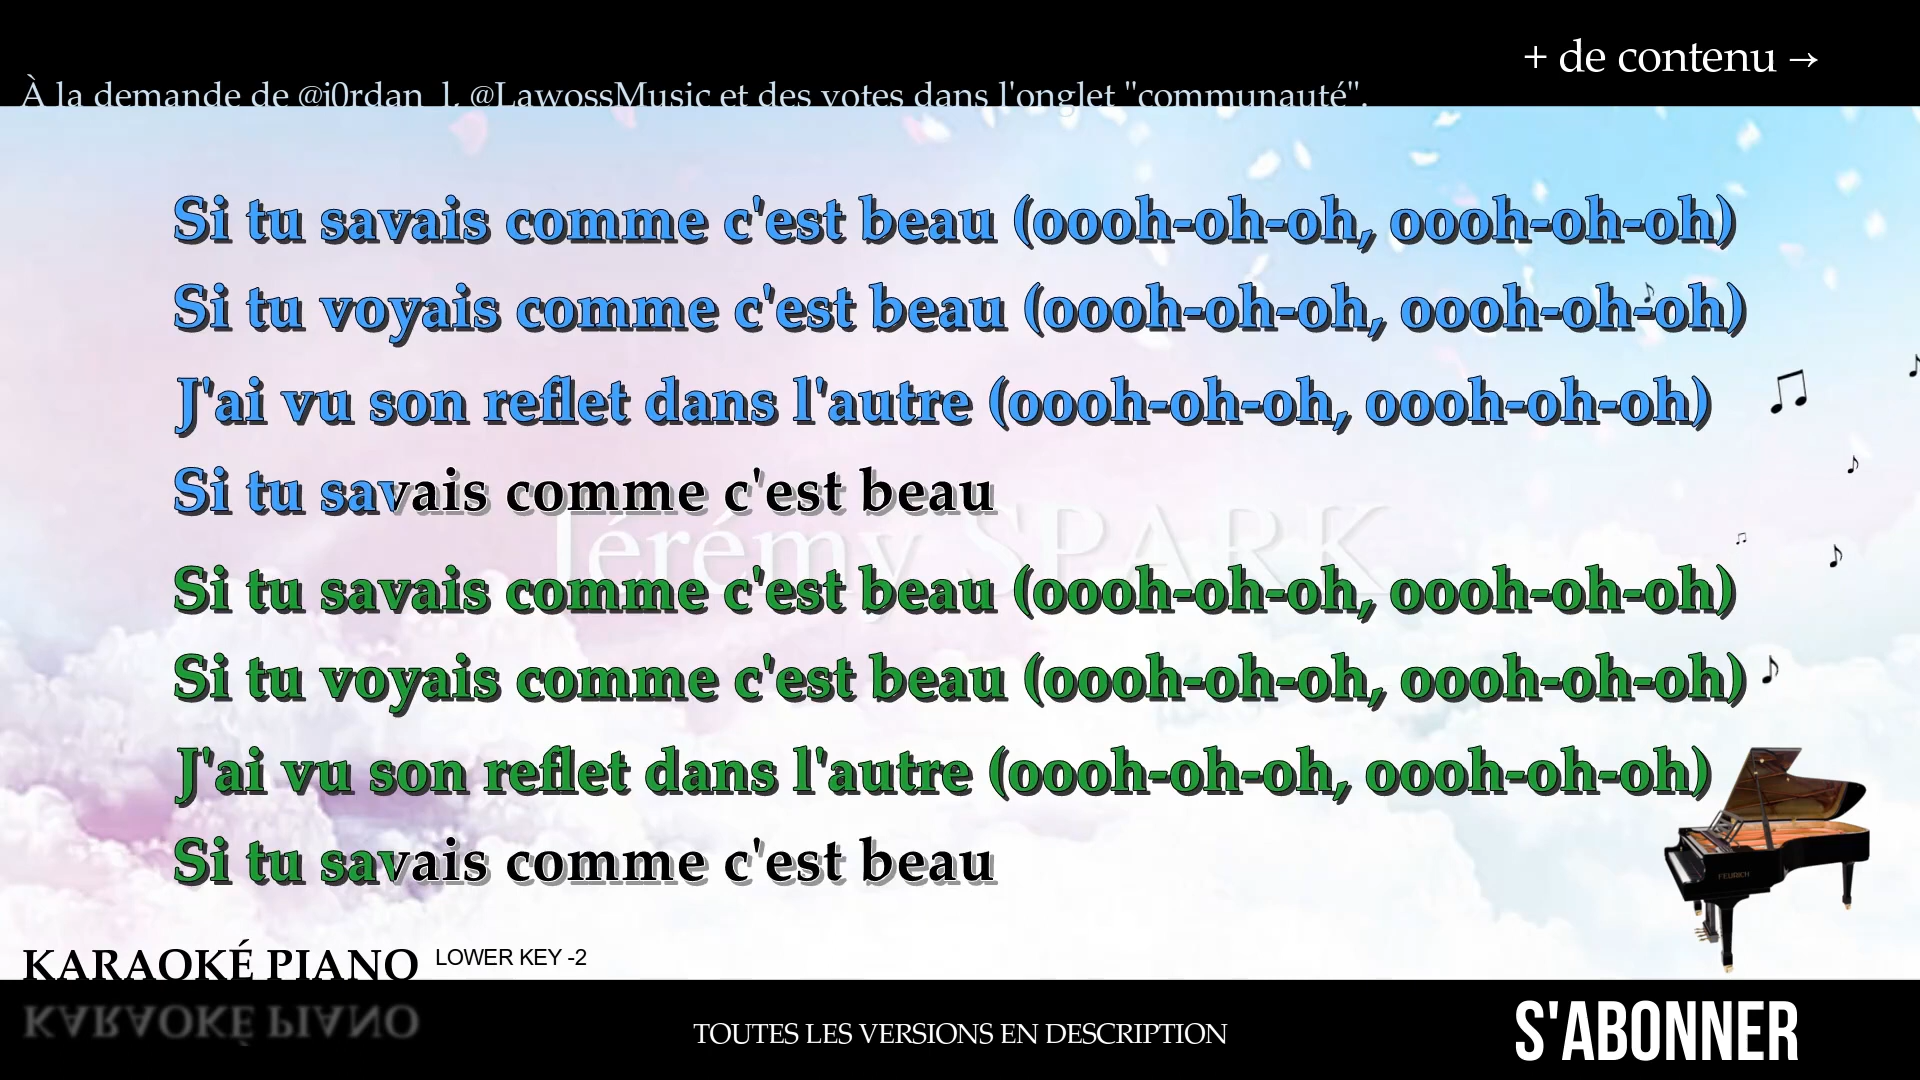 + de contenu →
À la demande de @i0rdan_l, @LawossMusic et des votes dans l'onglet "communauté".
Si tu savais comme c'est beau (oooh-oh-oh, oooh-oh-oh)
Si tu voyais comme c'est beau (oooh-oh-oh, oooh-oh-oh)
J'ai vu son reflet dans l'autre (oooh-oh-oh, oooh-oh-oh)
Si tu savais comme c'est beau
Jérémy SPARK
Si tu savais comme c'est beau (oooh-oh-oh, oooh-oh-oh)
Si tu voyais comme c'est beau (oooh-oh-oh, oooh-oh-oh)
J'ai vu son reflet dans l'autre (oooh-oh-oh, oooh-oh-oh)
Si tu savais comme c'est beau
FEURICH
KARAOKÉ PIANO LOWER KEY -2
KARAOKÉ PIANO
TOUTES LES VERSIONS EN DESCRIPTION
S'ABONNER